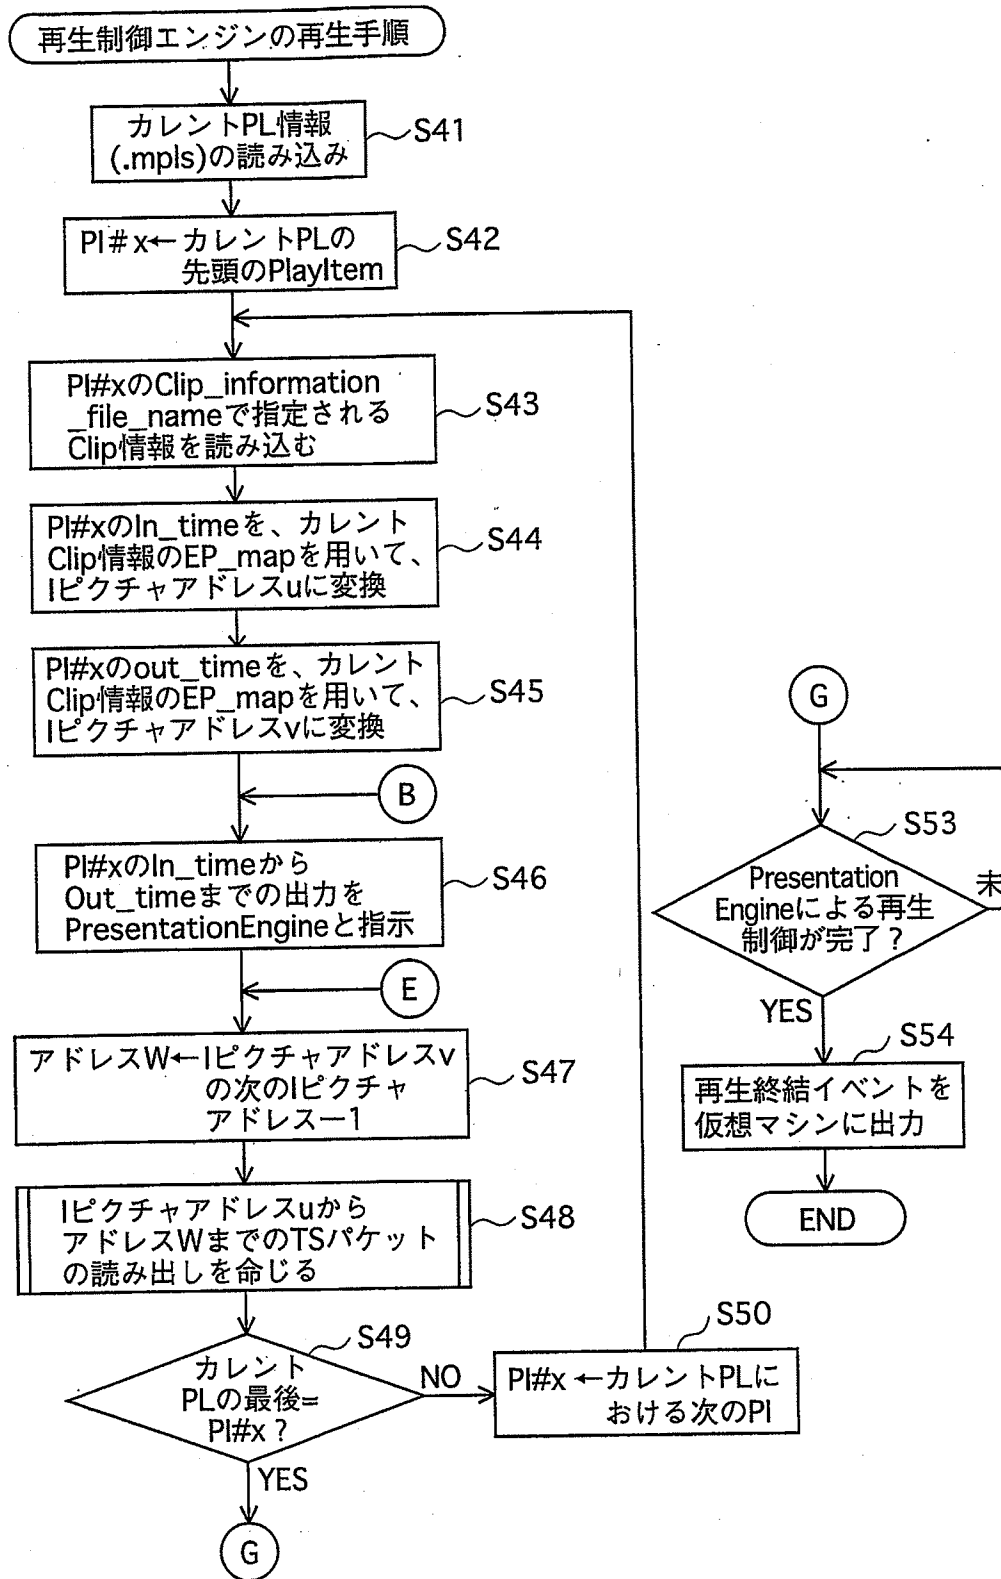 再生制御エンジンの再生手順
カレントPL情報
(.mpls)の読み込み
S41
PI#x←カレントPLの
先頭のPlayItem
S42
PI#xのClip_information
_file_nameで指定される
Clip情報を読み込む
S43
PI#xのIn_timeを、カレント
Clip情報のEP_mapを用いて、
Iピクチャアドレスuに変換
S44
PI#xのout_timeを、カレント
Clip情報のEP_mapを用いて、
Iピクチャアドレスvに変換
S45
B
PI#xのIn_timeから
Out_timeまでの出力を
PresentationEngineと指示
S46
E
アドレスW←Iピクチャアドレスv
の次のIピクチャ
アドレスー1
S47
Iピクチャアドレスuから
アドレスWまでのTSパケット
の読み出しを命じる
S48
カレント
PLの最後=
PI#x?
S49
NO
YES
G
PI#x←カレントPLに
おける次のPI
S50
G
Presentation
Engineによる再生
制御が完了?
S53
未
YES
再生終結イベントを
仮想マシンに出力
S54
END